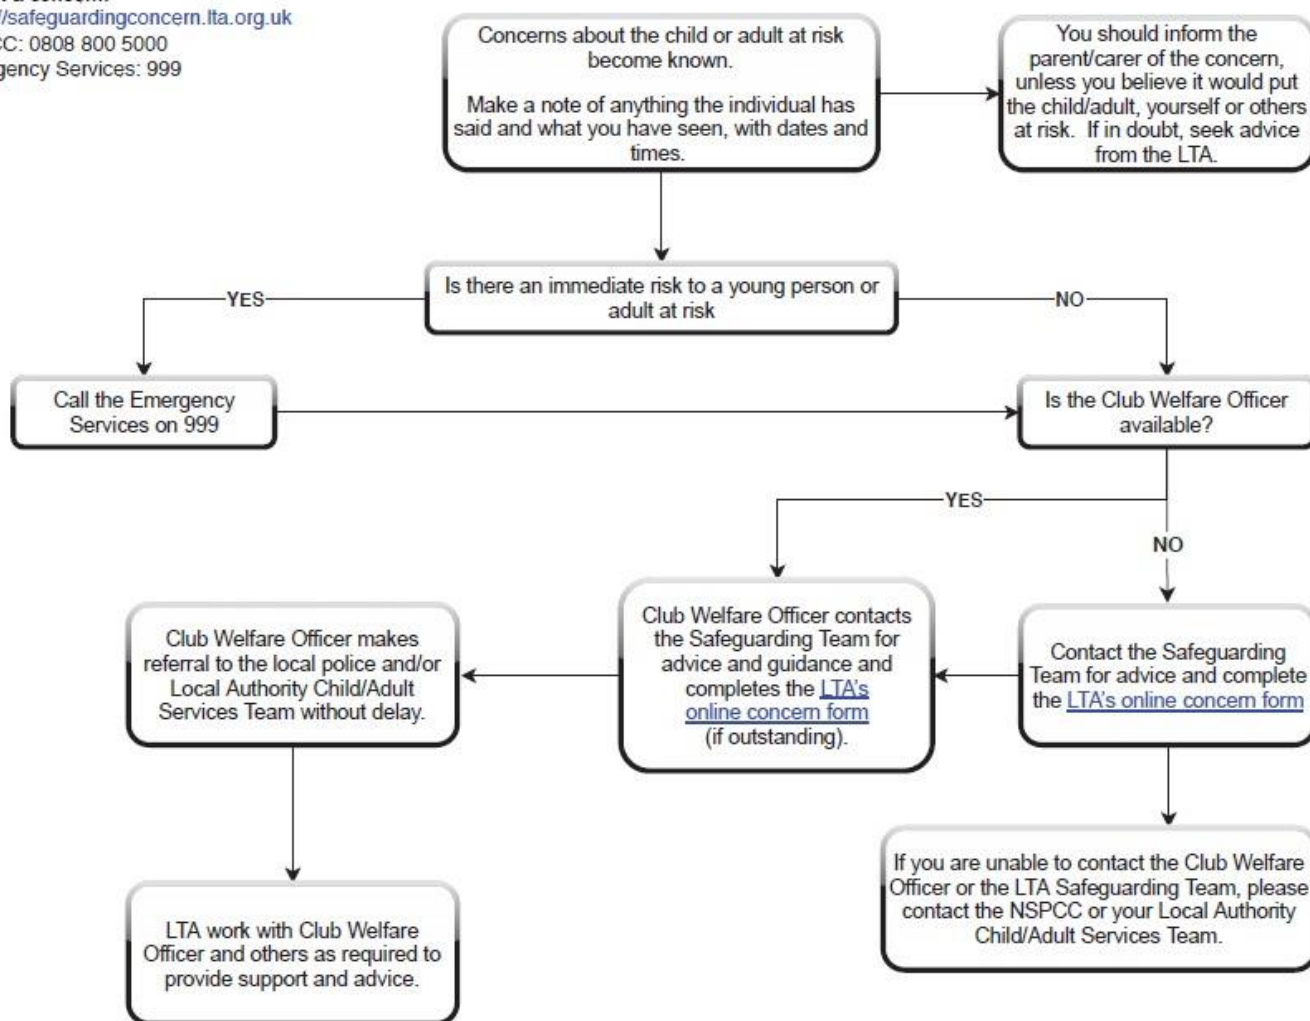 //safeguardingconcern.lta.org.uk
CC: 0808 800 5000
gency Services: 999
Concerns about the child or adult at risk
become known.
Make a note of anything the individual has
said and what you have seen, with dates and
times.
You should inform the
parent/carer of the concern,
unless you believe it would put
the child/adult, yourself or others
at risk. If in doubt, seek advice
from the LTA.
Is there an immediate risk to a young person or
adult at risk
YES
NO
Call the Emergency
Services on 999
Is the Club Welfare Officer
available?
YES
NO
Club Welfare Officer makes
referral to the local police and/or
Local Authority Child/Adult
Services Team without delay.
Club Welfare Officer contacts
the Safeguarding Team for
advice and guidance and
completes the LTA's
online concern form
(if outstanding).
Contact the Safeguarding
Team for advice and complete
the LTA's online concern form
LTA work with Club Welfare
Officer and others as required to
provide support and advice.
If you are unable to contact the Club Welfare
Officer or the LTA Safeguarding Team, please
contact the NSPCC or your Local Authority
Child/Adult Services Team.